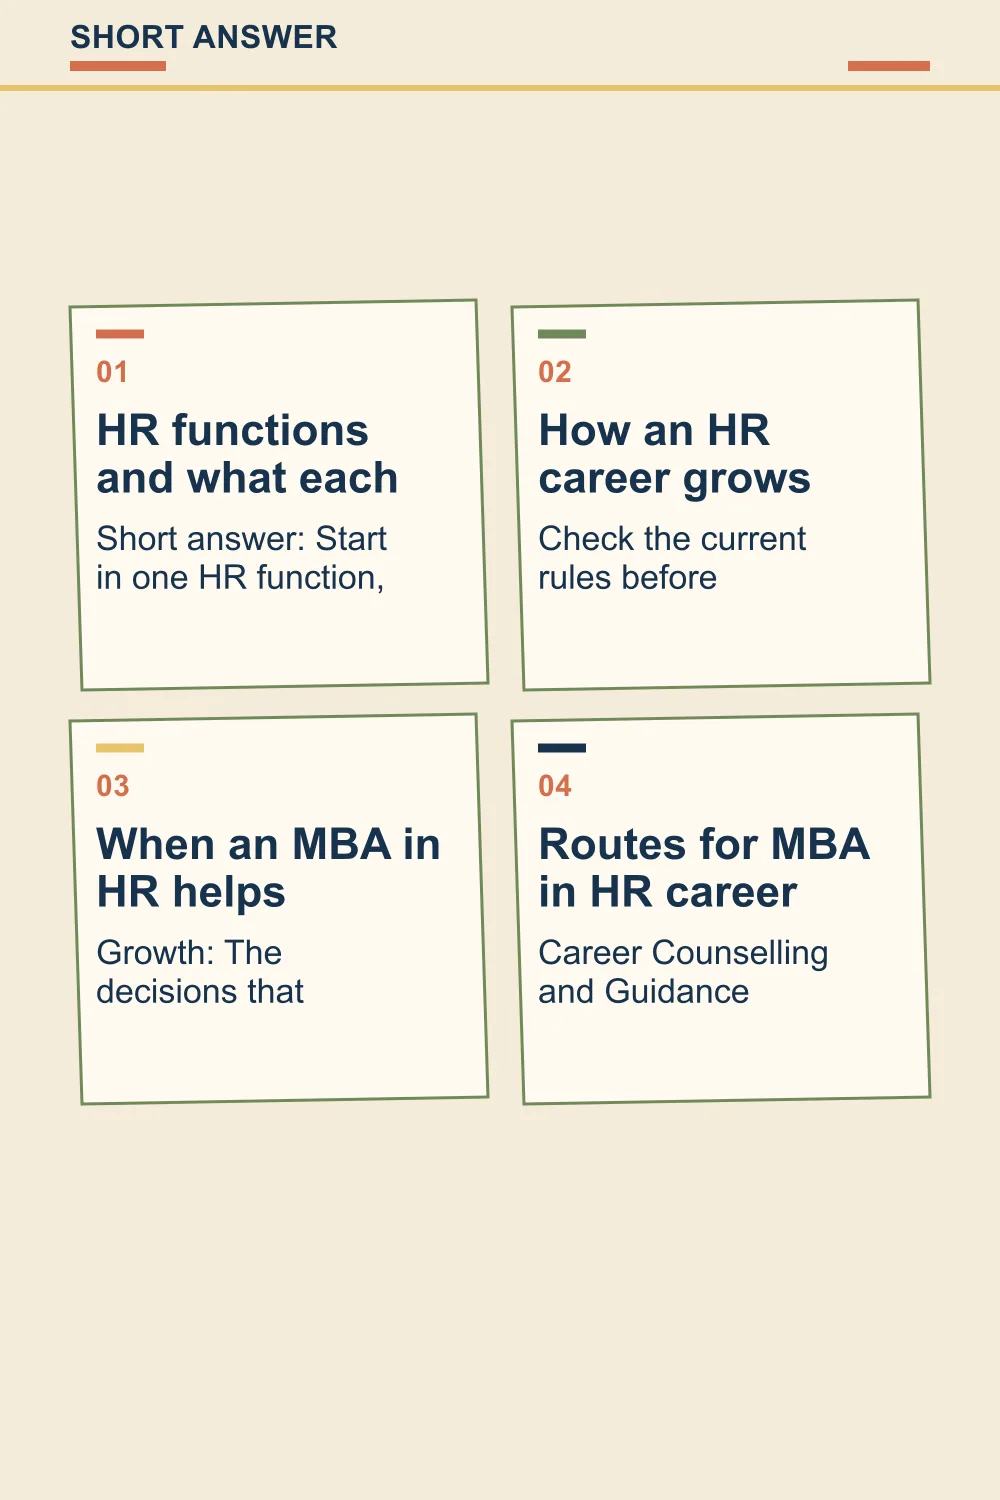 SHORT ANSWER
01
HR functions
and what each
Short answer: Start
in one HR function,
02
How an HR
career grows
Check the current
rules before
03
When an MBA in
HR helps
Growth: The
decisions that
04
Routes for MBA
in HR career
Career Counselling
and Guidance